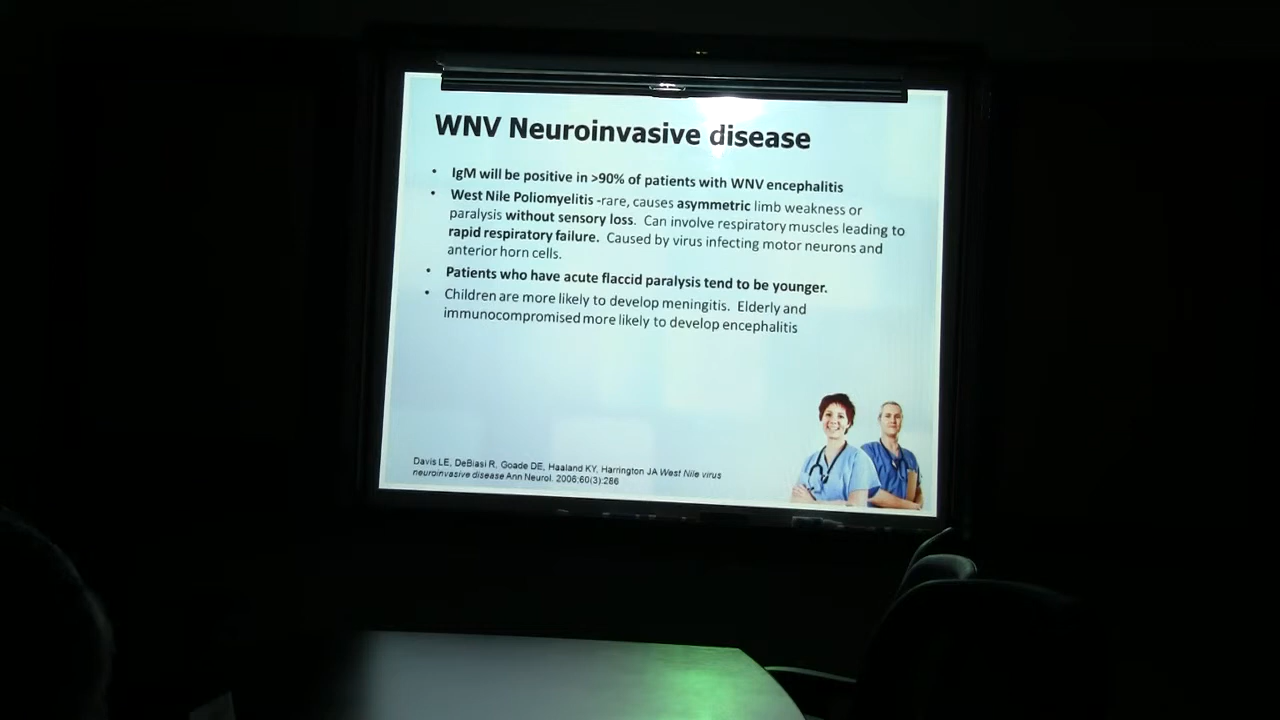 WNV Neuroinvasive disease
• IgM will be positive in >90% of patients with WNV encephalitis
• West Nile Poliomyelitis -rare, causes asymmetric limb weakness or
paralysis without sensory loss. Can involve respiratory muscles leading to
rapid respiratory failure. Caused by virus infecting motor neurons and
anterior horn cells.
• Patients who have acute flaccid paralysis tend to be younger.
• Children are more likely to develop meningitis. Elderly and
immunocompromised more likely to develop encephalitis
Davis LE, DeBiasi R, Goade DE, Haaland KY, Harrington JA West Nile virus
neuroinvasive disease Ann Neurol. 2006;60(3):286